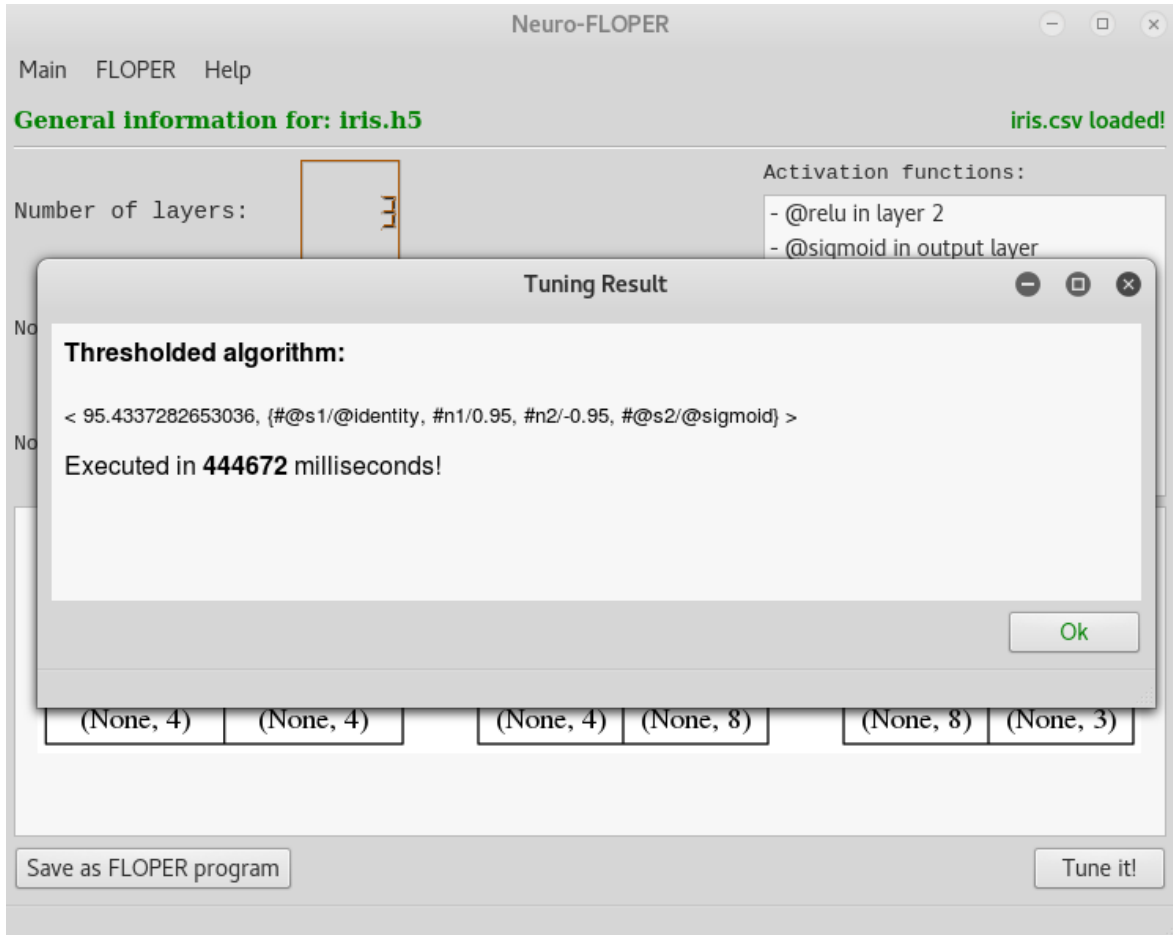 Neuro-FLOPER
Main FLOPER Help
General information for: iris.h5
iris.csv loaded!
Activation functions:
Number of layers:
3
- @relu in layer 2
- @sigmoid in output layer
Tuning Result
No
Thresholded algorithm:
< 95.4337282653036, {#@s1/@identity, #n1/0.95, #n2/-0.95, #@s2/@sigmoid} >
No
Executed in 444672 milliseconds!
Ok
(None, 4) (None, 4) (None, 4) (None, 8) (None, 8) (None, 3)
Save as FLOPER program
Tune it!